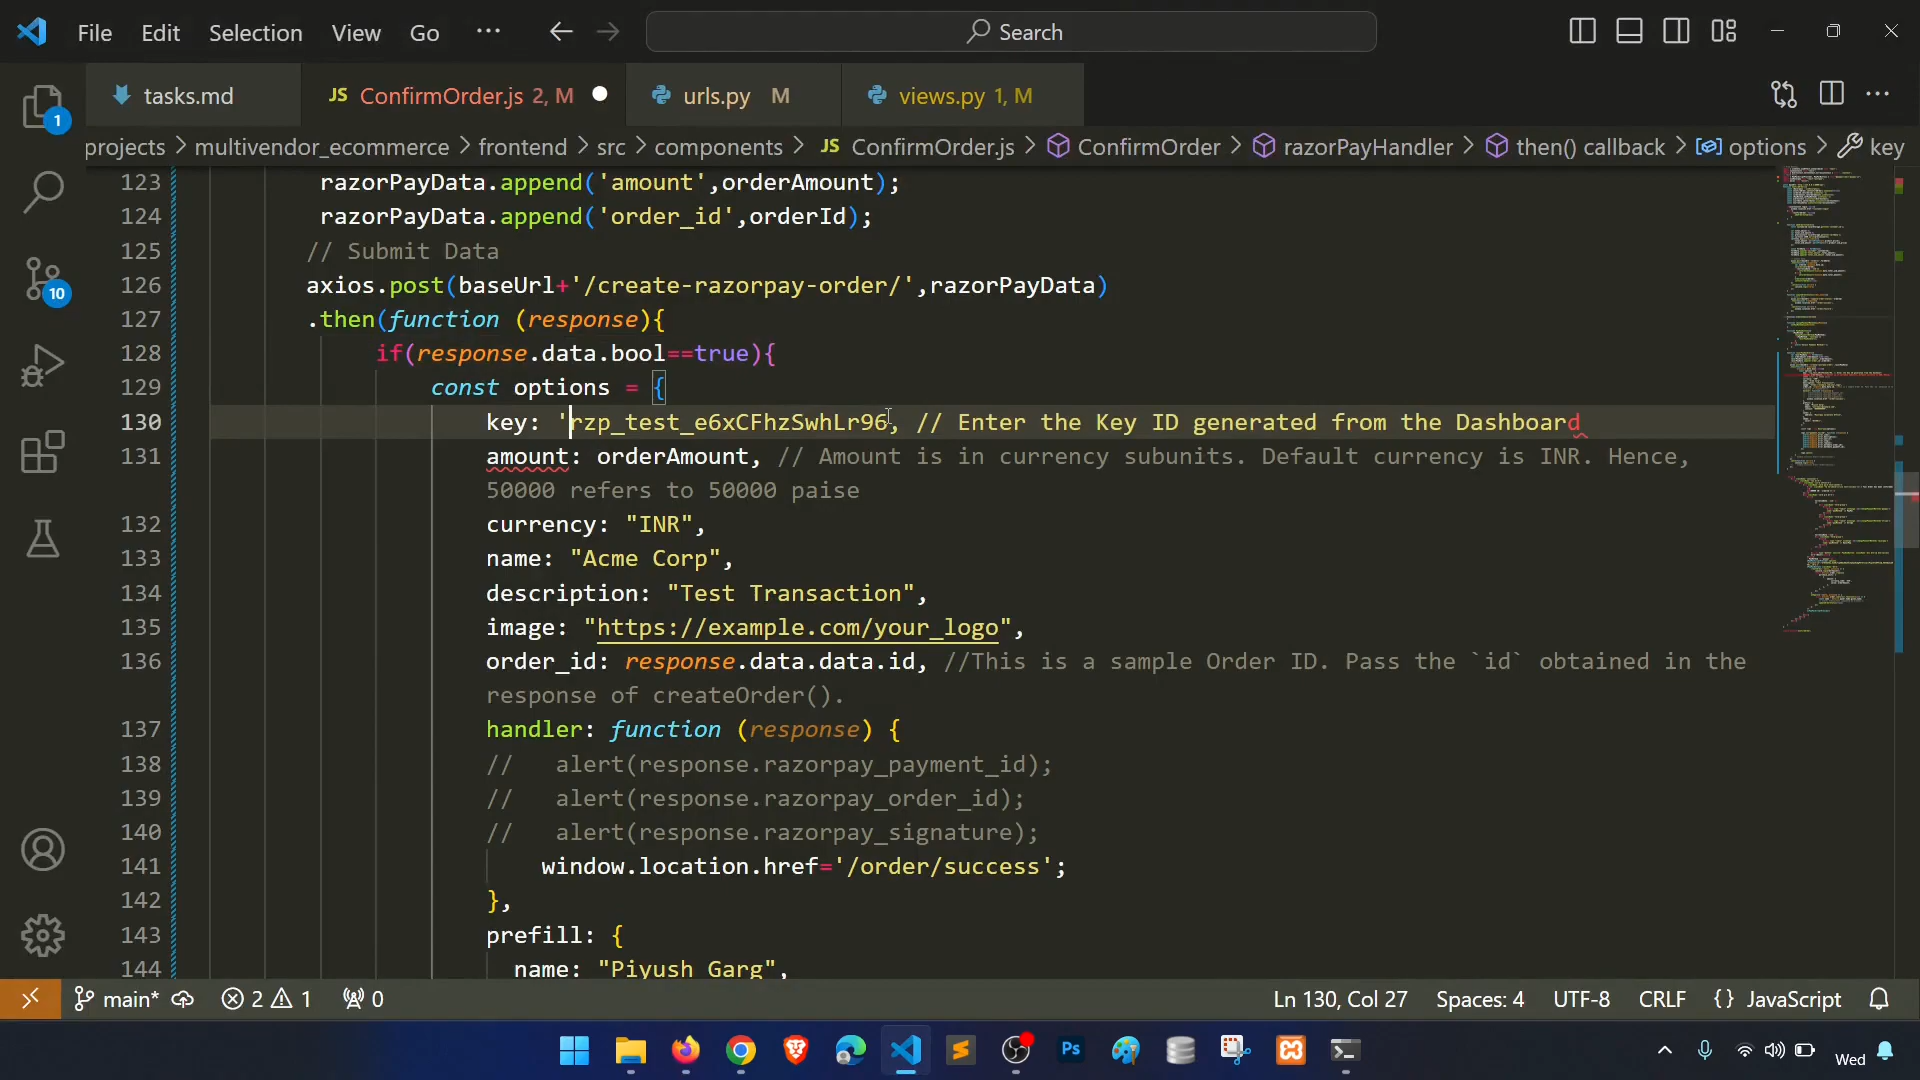 File Edit Selection View Go ··· Search
tasks.md JS ConfirmOrder.js 2, M urls.py M views.py 1, M
projects > multivendor_ecommerce > frontend > src > components > JS ConfirmOrder.js > ConfirmOrder > razorPayHandler > then() callback > options > key
123 razorPayData.append('amount',orderAmount);
124 razorPayData.append('order_id',orderId);
125 // Submit Data
126 axios.post(baseUrl+'/create-razorpay-order/',razorPayData)
127 .then(function (response){
128 if(response.data.bool==true){
129 const options = {
130 key: 'rzp_test_e6xCFhzSwhLr96, // Enter the Key ID generated from the Dashboard
131 amount: orderAmount, // Amount is in currency subunits. Default currency is INR. Hence,
50000 refers to 50000 paise
132 currency: "INR",
133 name: "Acme Corp",
134 description: "Test Transaction",
135 image: "https://example.com/your_logo",
136 order_id: response.data.data.id, //This is a sample Order ID. Pass the `id` obtained in the
response of createOrder().
137 handler: function (response) {
138 //   alert(response.razorpay_payment_id);
139 //   alert(response.razorpay_order_id);
140 //   alert(response.razorpay_signature);
141 window.location.href='/order/success';
142 },
143 prefill: {
144 name: "Piyush Garg",
1
10
main* 2 1 0 Ln 130, Col 27 Spaces: 4 UTF-8 CRLF {} JavaScript
Ps Wed